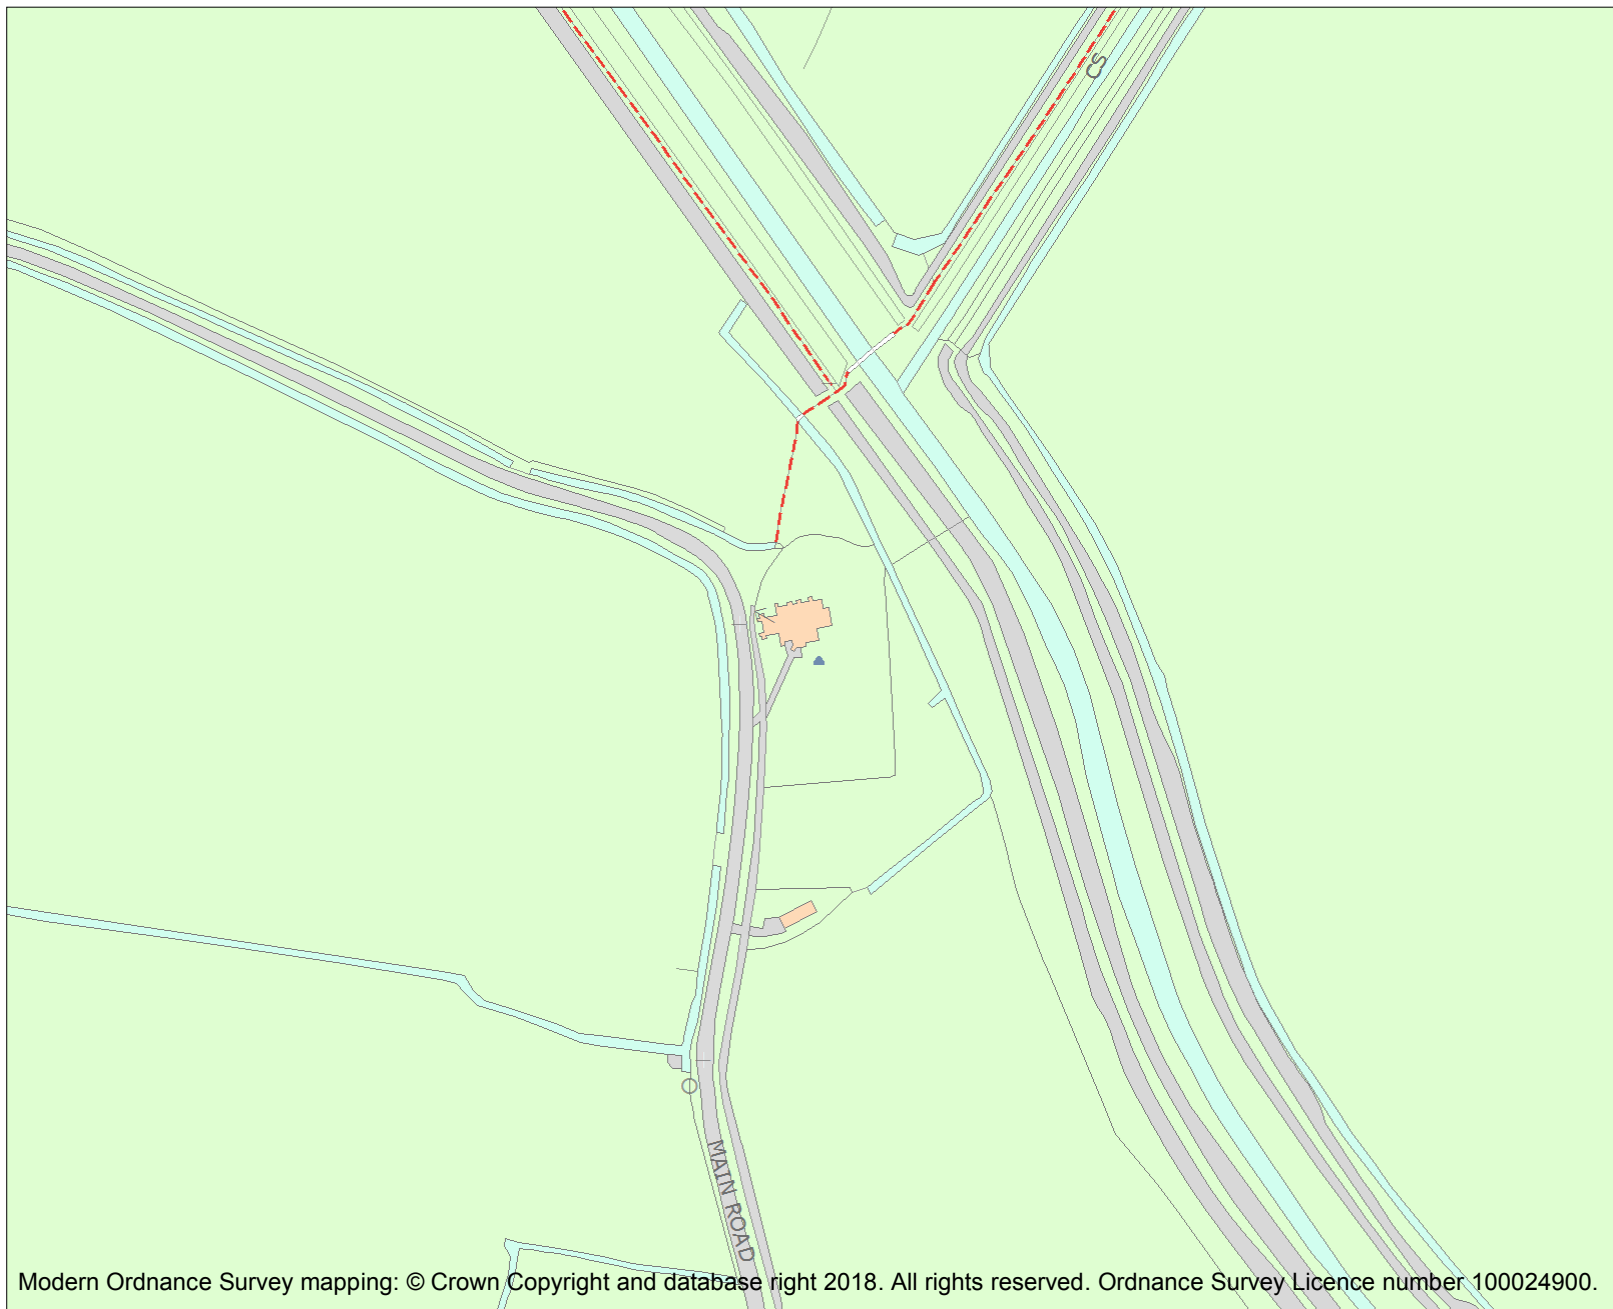 CS
MAIN ROAD
Modern Ordnance Survey mapping: © Crown Copyright and database right 2018. All rights reserved. Ordnance Survey Licence number 100024900.